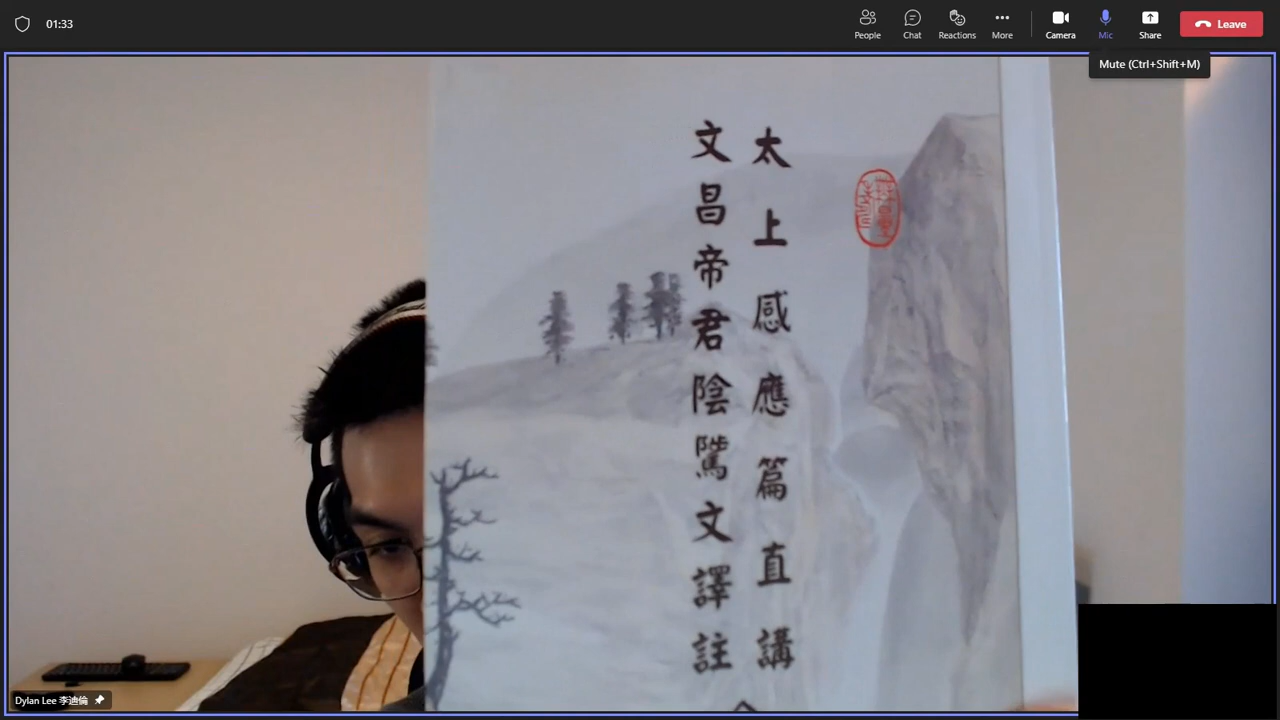 01:33
People
Chat
Reactions
More
Camera
Mic
Share
Leave
Mute (Ctrl+Shift+M)
太上感應篇直講
文昌帝君陰騭文譯註
Dylan Lee 李迪倫